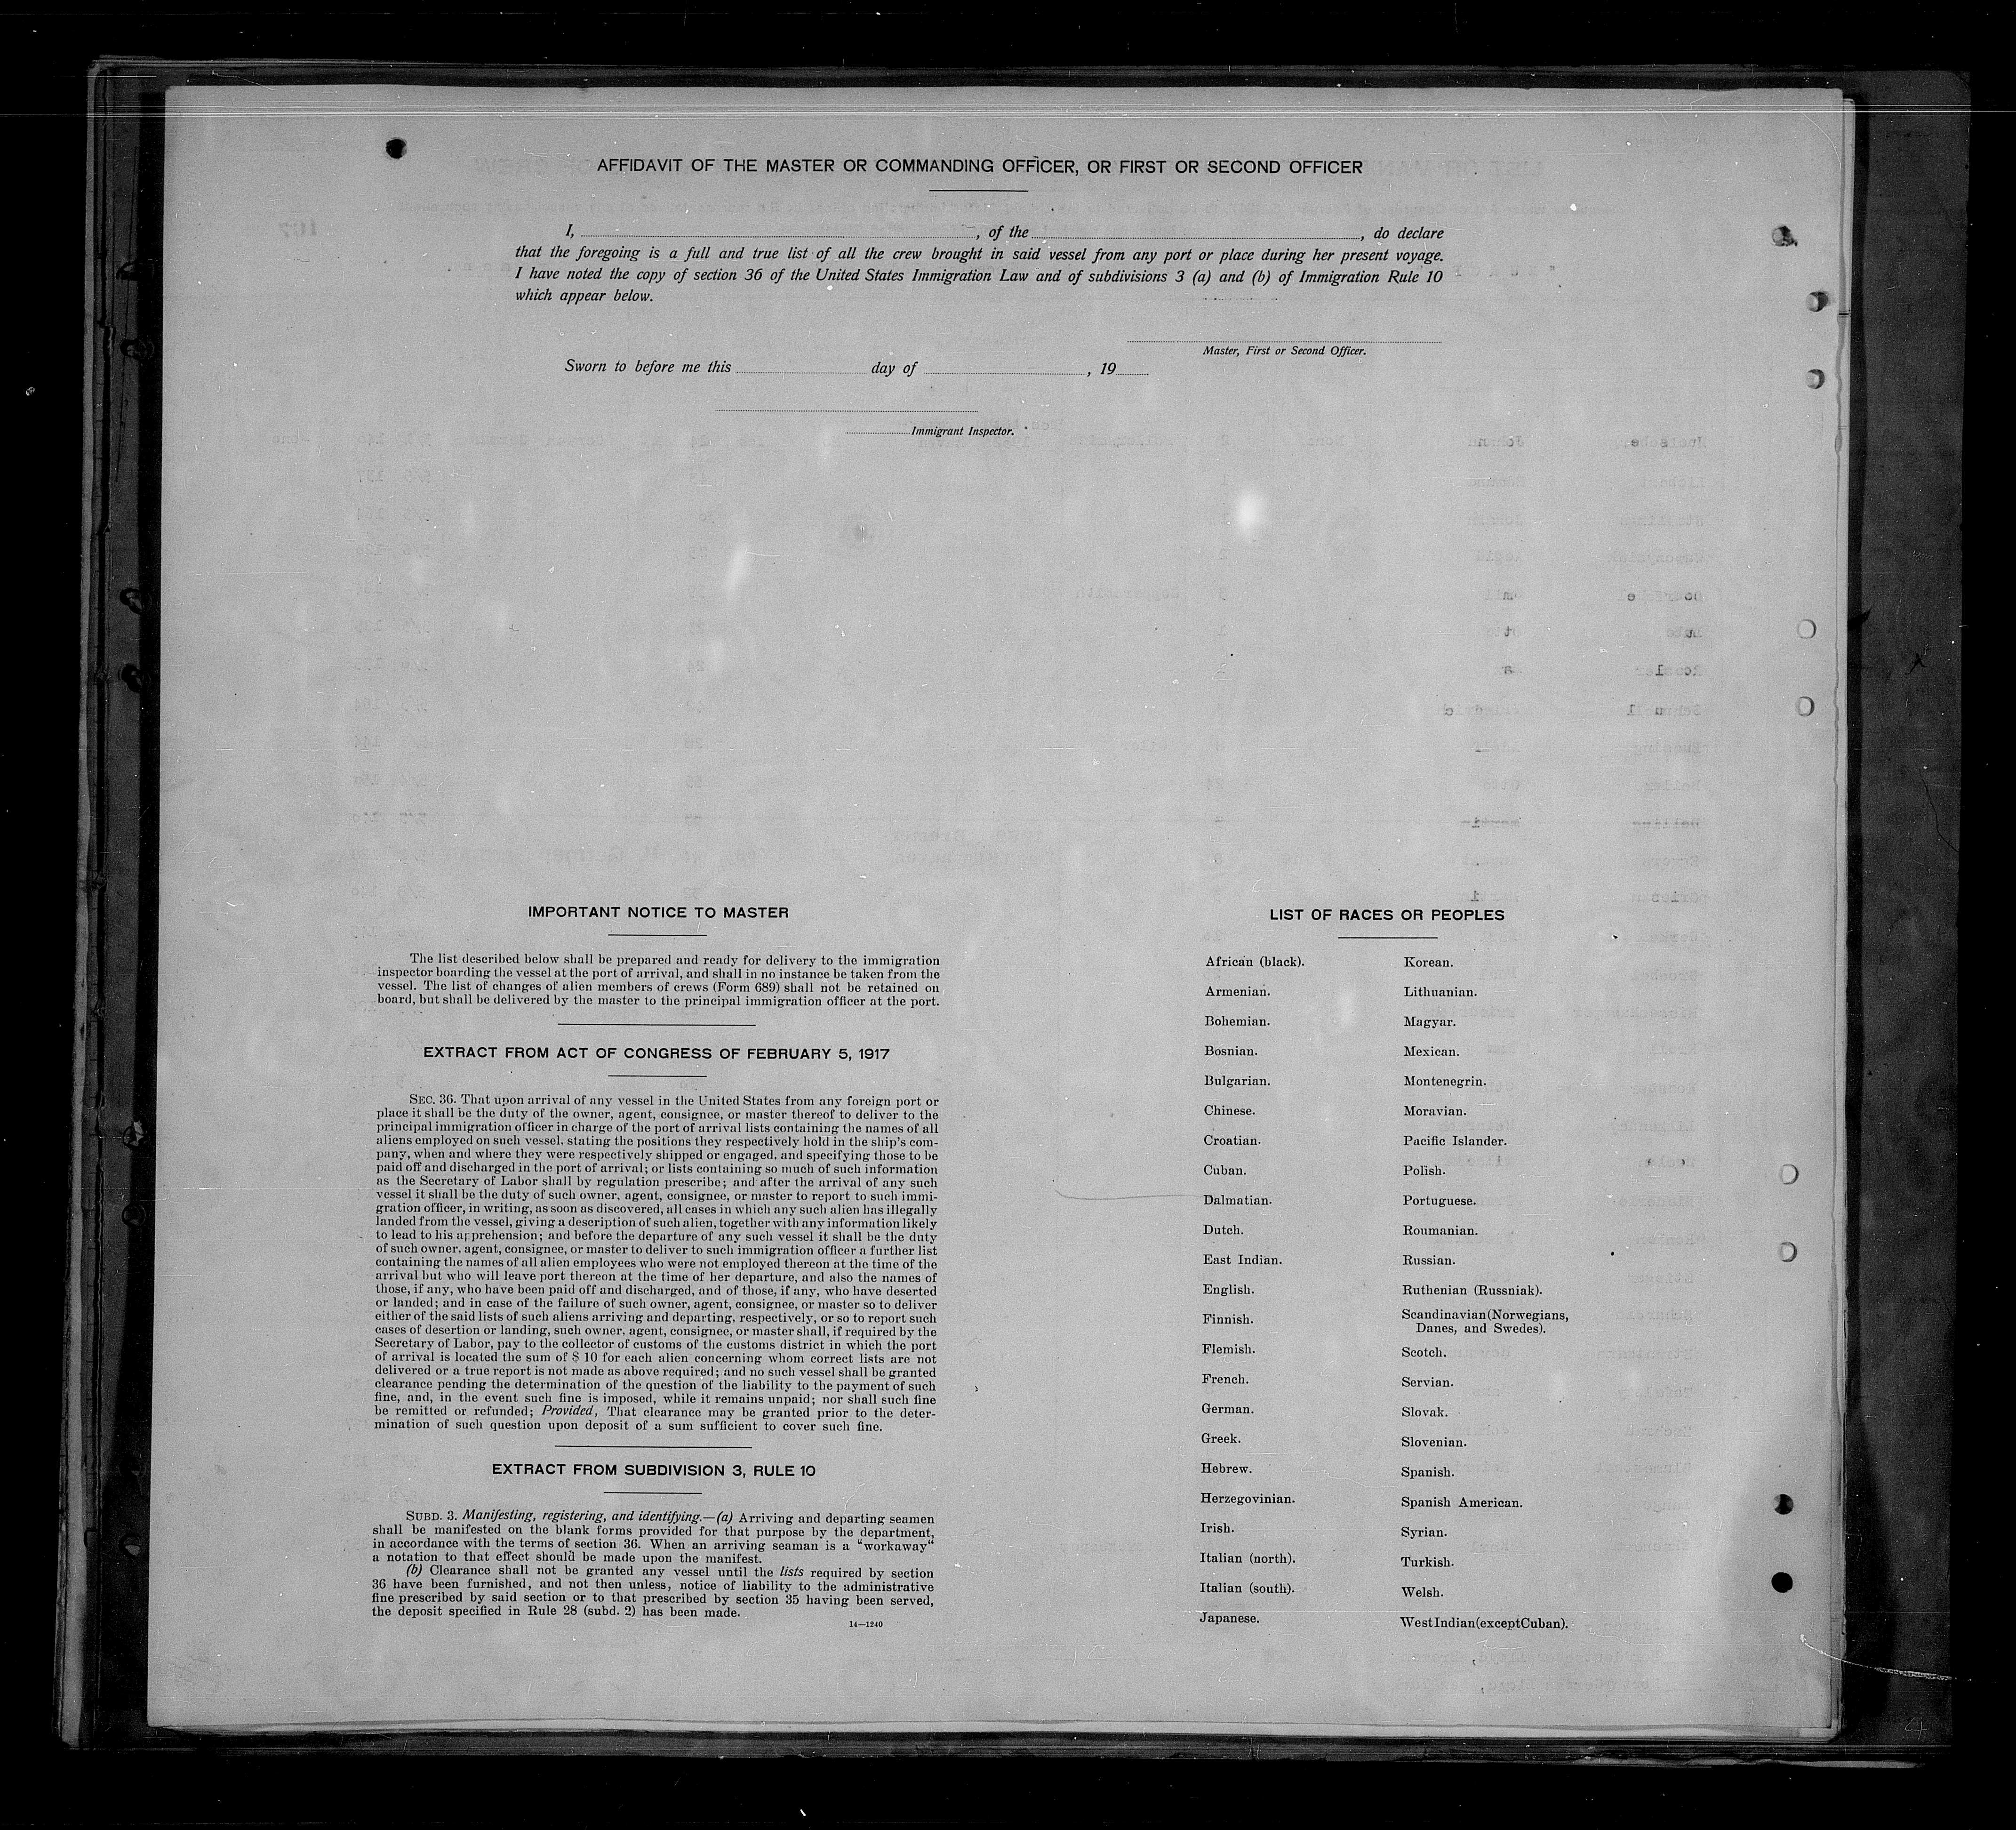 AFFIDAVIT OF THE MASTER OR COMMANDING OFFICER, OR FIRST OR SECOND OFFICER
I, , of the , do declare
that the foregoing is a full and true list of all the crew brought in said vessel from any port or place during her present voyage.
I have noted the copy of section 36 of the United States Immigration Law and of subdivisions 3 (a) and (b) of Immigration Rule 10
which appear below.
Master, First or Second Officer.
Sworn to before me this day of , 19
Immigrant Inspector.
IMPORTANT NOTICE TO MASTER
The list described below shall be prepared and ready for delivery to the immigration
inspector boarding the vessel at the port of arrival, and shall in no instance be taken from the
vessel. The list of changes of alien members of crews (Form 689) shall not be retained on
board, but shall be delivered by the master to the principal immigration officer at the port.
EXTRACT FROM ACT OF CONGRESS OF FEBRUARY 5, 1917
SEC. 36. That upon arrival of any vessel in the United States from any foreign port or
place it shall be the duty of the owner, agent, consignee, or master thereof to deliver to the
principal immigration officer in charge of the port of arrival lists containing the names of all
aliens employed on such vessel, stating the positions they respectively hold in the ship's com-
pany, when and where they were respectively shipped or engaged, and specifying those to be
paid off and discharged in the port of arrival; or lists containing so much of such information
as the Secretary of Labor shall by regulation prescribe; and after the arrival of any such
vessel it shall be the duty of such owner, agent, consignee, or master to report to such immi-
gration officer, in writing, as soon as discovered, all cases in which any such alien has illegally
landed from the vessel, giving a description of such alien, together with any information likely
to lead to his apprehension; and before the departure of any such vessel it shall be the duty
of such owner, agent, consignee, or master to deliver to such immigration officer a further list
containing the names of all alien employees who were not employed thereon at the time of the
arrival but who will leave port thereon at the time of her departure, and also the names of
those, if any, who have been paid off and discharged, and of those, if any, who have deserted
or landed; and in case of the failure of such owner, agent, consignee, or master so to deliver
either of the said lists of such aliens arriving and departing, respectively, or so to report such
cases of desertion or landing, such owner, agent, consignee, or master shall, if required by the
Secretary of Labor, pay to the collector of customs of the customs district in which the port
of arrival is located the sum of $ 10 for each alien concerning whom correct lists are not
delivered or a true report is not made as above required; and no such vessel shall be granted
clearance pending the determination of the question of the liability to the payment of such
fine, and, in the event such fine is imposed, while it remains unpaid; nor shall such fine
be remitted or refunded; Provided, That clearance may be granted prior to the deter-
mination of such question upon deposit of a sum sufficient to cover such fine.
EXTRACT FROM SUBDIVISION 3, RULE 10
SUBD. 3. Manifesting, registering, and identifying.—(a) Arriving and departing seamen
shall be manifested on the blank forms provided for that purpose by the department,
in accordance with the terms of section 36. When an arriving seaman is a “workaway“
a notation to that effect should be made upon the manifest.
(b) Clearance shall not be granted any vessel until the lists required by section
36 have been furnished, and not then unless, notice of liability to the administrative
fine prescribed by said section or to that prescribed by section 35 having been served,
the deposit specified in Rule 28 (subd. 2) has been made.
14—1240
LIST OF RACES OR PEOPLES
African (black).
Armenian.
Bohemian.
Bosnian.
Bulgarian.
Chinese.
Croatian.
Cuban.
Dalmatian.
Dutch.
East Indian.
English.
Finnish.
Flemish.
French.
German.
Greek.
Hebrew.
Herzegovinian.
Irish.
Italian (north).
Italian (south).
Japanese.
Korean.
Lithuanian.
Magyar.
Mexican.
Montenegrin.
Moravian.
Pacific Islander.
Polish.
Portuguese.
Roumanian.
Russian.
Ruthenian (Russniak).
Scandinavian (Norwegians,
Danes, and Swedes).
Scotch.
Servian.
Slovak.
Slovenian.
Spanish.
Spanish American.
Syrian.
Turkish.
Welsh.
West Indian (except Cuban).